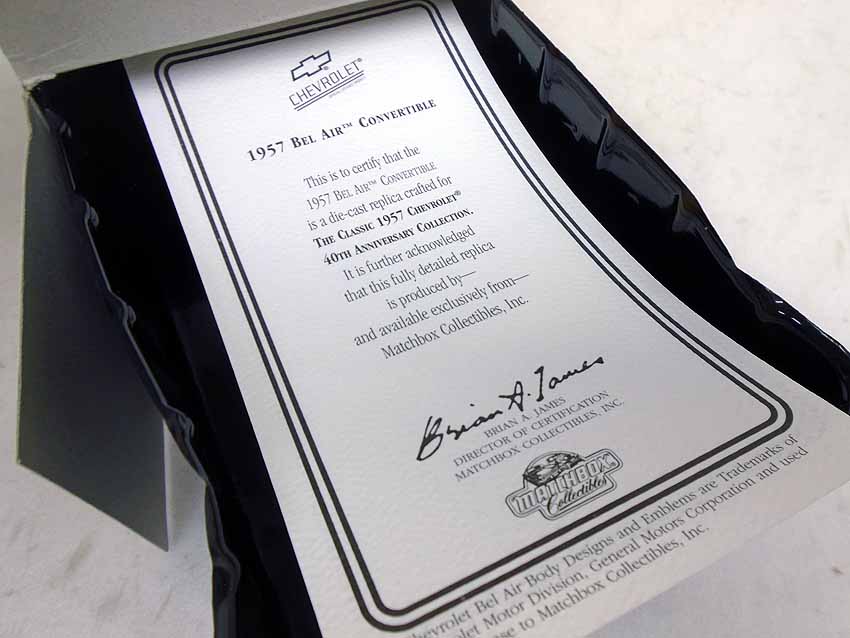 CHEVROLET®
1957 BEL AIR™ CONVERTIBLE
This is to certify that the
1957 BEL AIR™ CONVERTIBLE
is a die-cast replica crafted for
THE CLASSIC 1957 CHEVROLET®
40TH ANNIVERSARY COLLECTION.
It is further acknowledged
that this fully detailed replica
is produced by—
and available exclusively from—
Matchbox Collectibles, Inc.
Brian A. James
BRIAN A. JAMES
DIRECTOR OF CERTIFICATION
MATCHBOX COLLECTIBLES, INC.
MATCHBOX
Collectibles
Chevrolet Bel Air Body Designs and Emblems are Trademarks of
Motor Division, General Motors Corporation and used
to Matchbox Collectibles, Inc.